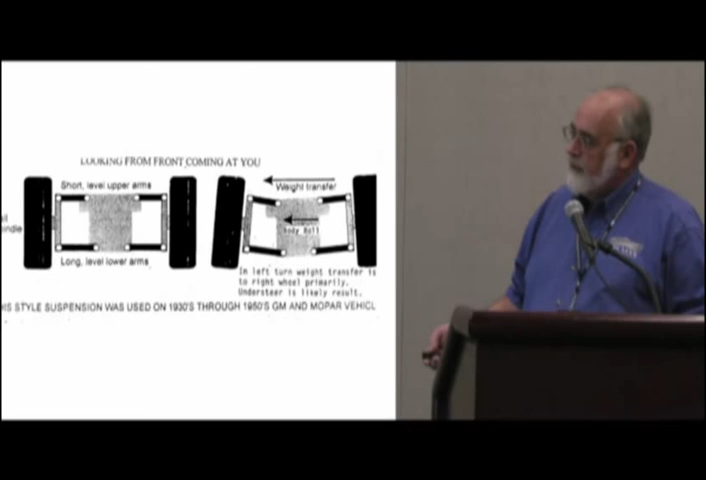 LOOKING FROM FRONT COMING AT YOU
Short, level upper arms
Weight transfer
Body Roll
Long, level lower arms
In left turn weight transfer is
to right wheel primarily.
Understeer is likely result.
HIS STYLE SUSPENSION WAS USED ON 1930'S THROUGH 1950'S GM AND MOPAR VEHICL